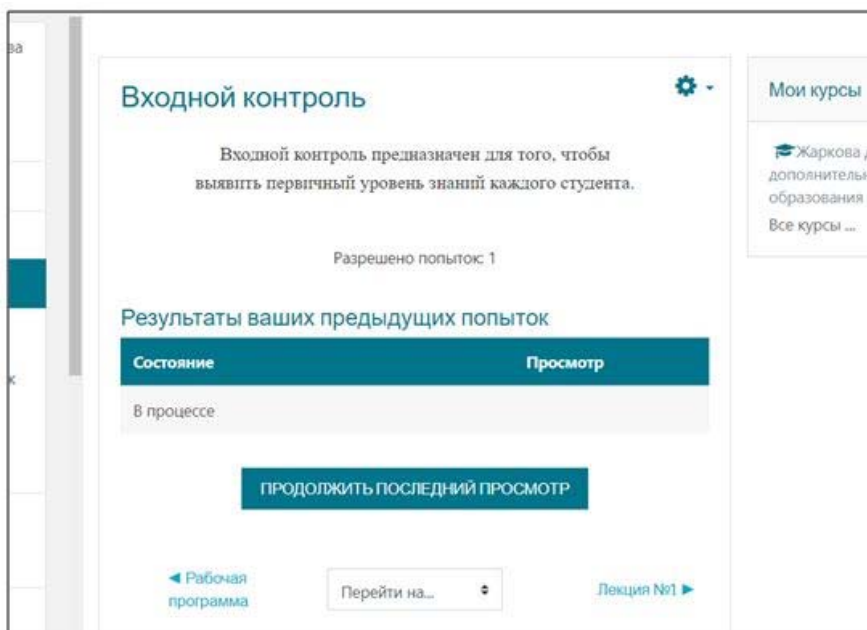 ва
Входной контроль
Мои курсы
Входной контроль предназначен для того, чтобы
выявить первичный уровень знаний каждого студента.
Жаркова
дополнительн
образования
Все курсы ...
Разрешено попыток: 1
Результаты ваших предыдущих попыток
Состояние Просмотр
к
В процессе
ПРОДОЛЖИТЬ ПОСЛЕДНИЙ ПРОСМОТР
◄ Рабочая
программа
Перейти на...
Лекция №1 ►